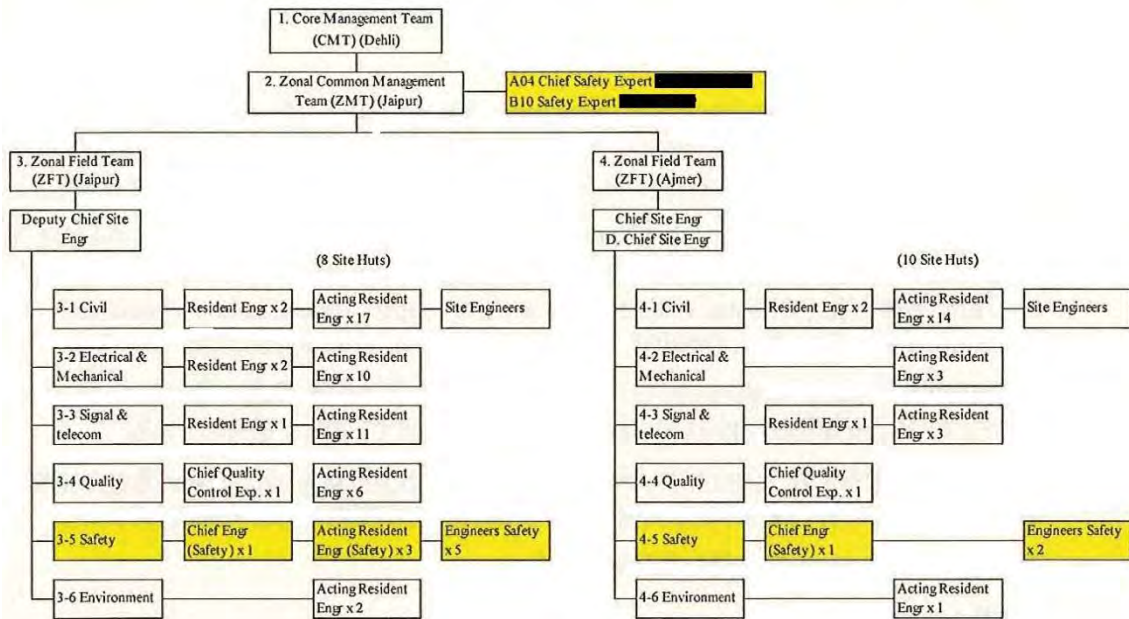 1. Core Management Team
(CMT) (Dehli)
2. Zonal Common Management
Team (ZMT) (Jaipur)
A04 Chief Safety Expert
B10 Safety Expert
3. Zonal Field Team
(ZFT) (Jaipur)
Deputy Chief Site
Engr
(8 Site Huts)
3-1 Civil
Resident Engr x 2
Acting Resident
Engr x 17
Site Engineers
3-2 Electrical &
Mechanical
Resident Engr x 2
Acting Resident
Engr x 10
3-3 Signal &
telecom
Resident Engr x 1
Acting Resident
Engr x 11
3-4 Quality
Chief Quality
Control Exp. x 1
Acting Resident
Engr x 6
3-5 Safety
Chief Engr
(Safety) x 1
Acting Resident
Engr (Safety) x 3
Engineers Safety
x 5
3-6 Environment
Acting Resident
Engr x 2
4. Zonal Field Team
(ZFT) (Ajmer)
Chief Site Engr
D. Chief Site Engr
(10 Site Huts)
4-1 Civil
Resident Engr x 2
Acting Resident
Engr x 14
Site Engineers
4-2 Electrical &
Mechanical
Acting Resident
Engr x 3
4-3 Signal &
telecom
Resident Engr x 1
Acting Resident
Engr x 3
4-4 Quality
Chief Quality
Control Exp. x 1
4-5 Safety
Chief Engr
(Safety) x 1
Engineers Safety
x 2
4-6 Environment
Acting Resident
Engr x 1